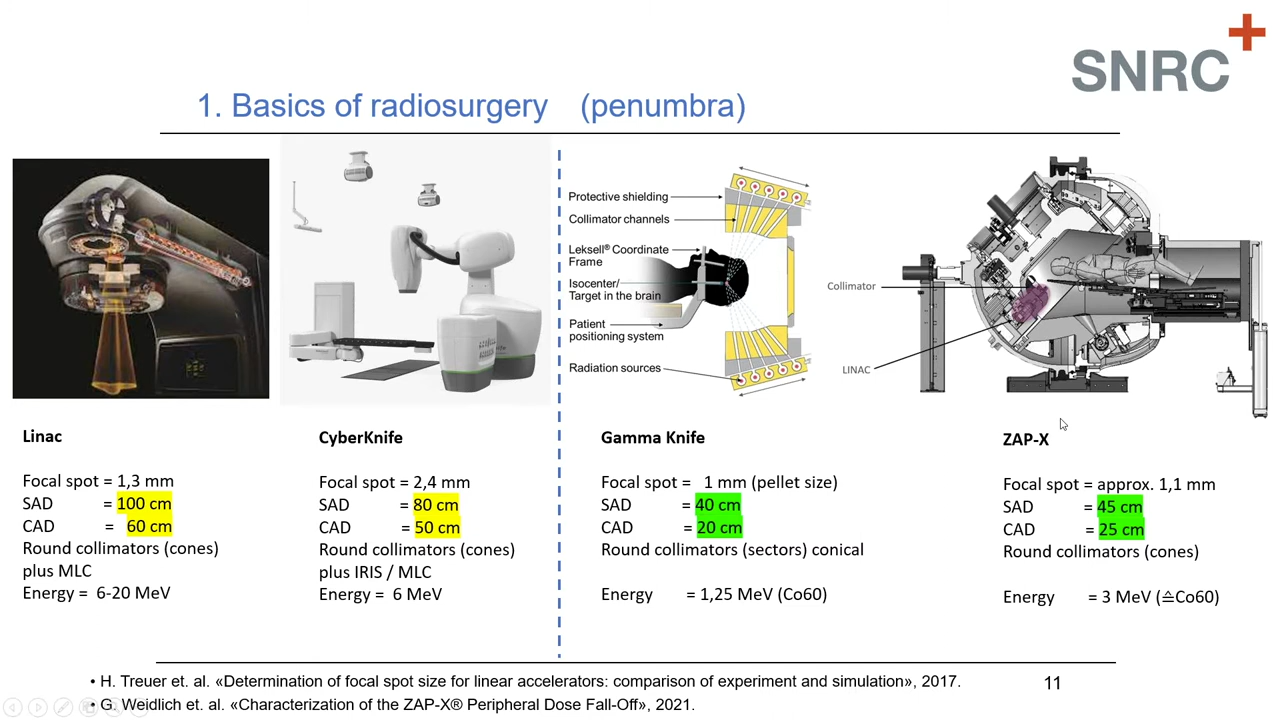 SNRC
1. Basics of radiosurgery (penumbra)
Protective shielding
Collimator channels
Leksell® Coordinate
Frame
Isocenter/
Target in the brain
Patient
positioning system
Radiation sources
Collimator
LINAC
Linac
Focal spot = 1,3 mm
SAD = 100 cm
CAD = 60 cm
Round collimators (cones)
plus MLC
Energy = 6-20 MeV
CyberKnife
Focal spot = 2,4 mm
SAD = 80 cm
CAD = 50 cm
Round collimators (cones)
plus IRIS / MLC
Energy = 6 MeV
Gamma Knife
Focal spot = 1 mm (pellet size)
SAD = 40 cm
CAD = 20 cm
Round collimators (sectors) conical
Energy = 1,25 MeV (Co60)
ZAP-X
Focal spot = approx. 1,1 mm
SAD = 45 cm
CAD = 25 cm
Round collimators (cones)
Energy = 3 MeV (≙Co60)
• H. Treuer et. al. «Determination of focal spot size for linear accelerators: comparison of experiment and simulation», 2017.
• G. Weidlich et. al. «Characterization of the ZAP-X® Peripheral Dose Fall-Off», 2021.
11